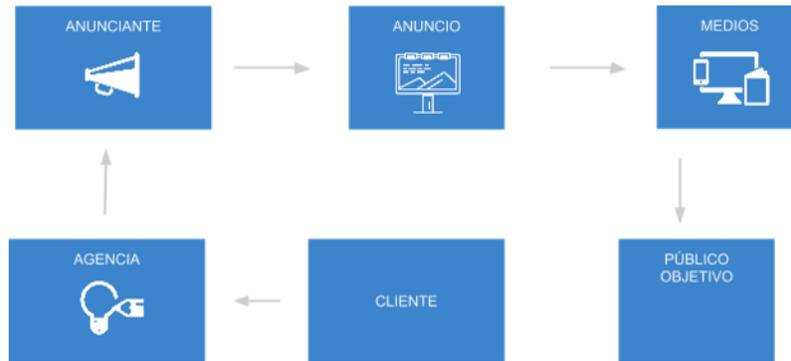 ANUNCIANTE
ANUNCIO
MEDIOS
AGENCIA
CLIENTE
PÚBLICO
OBJETIVO